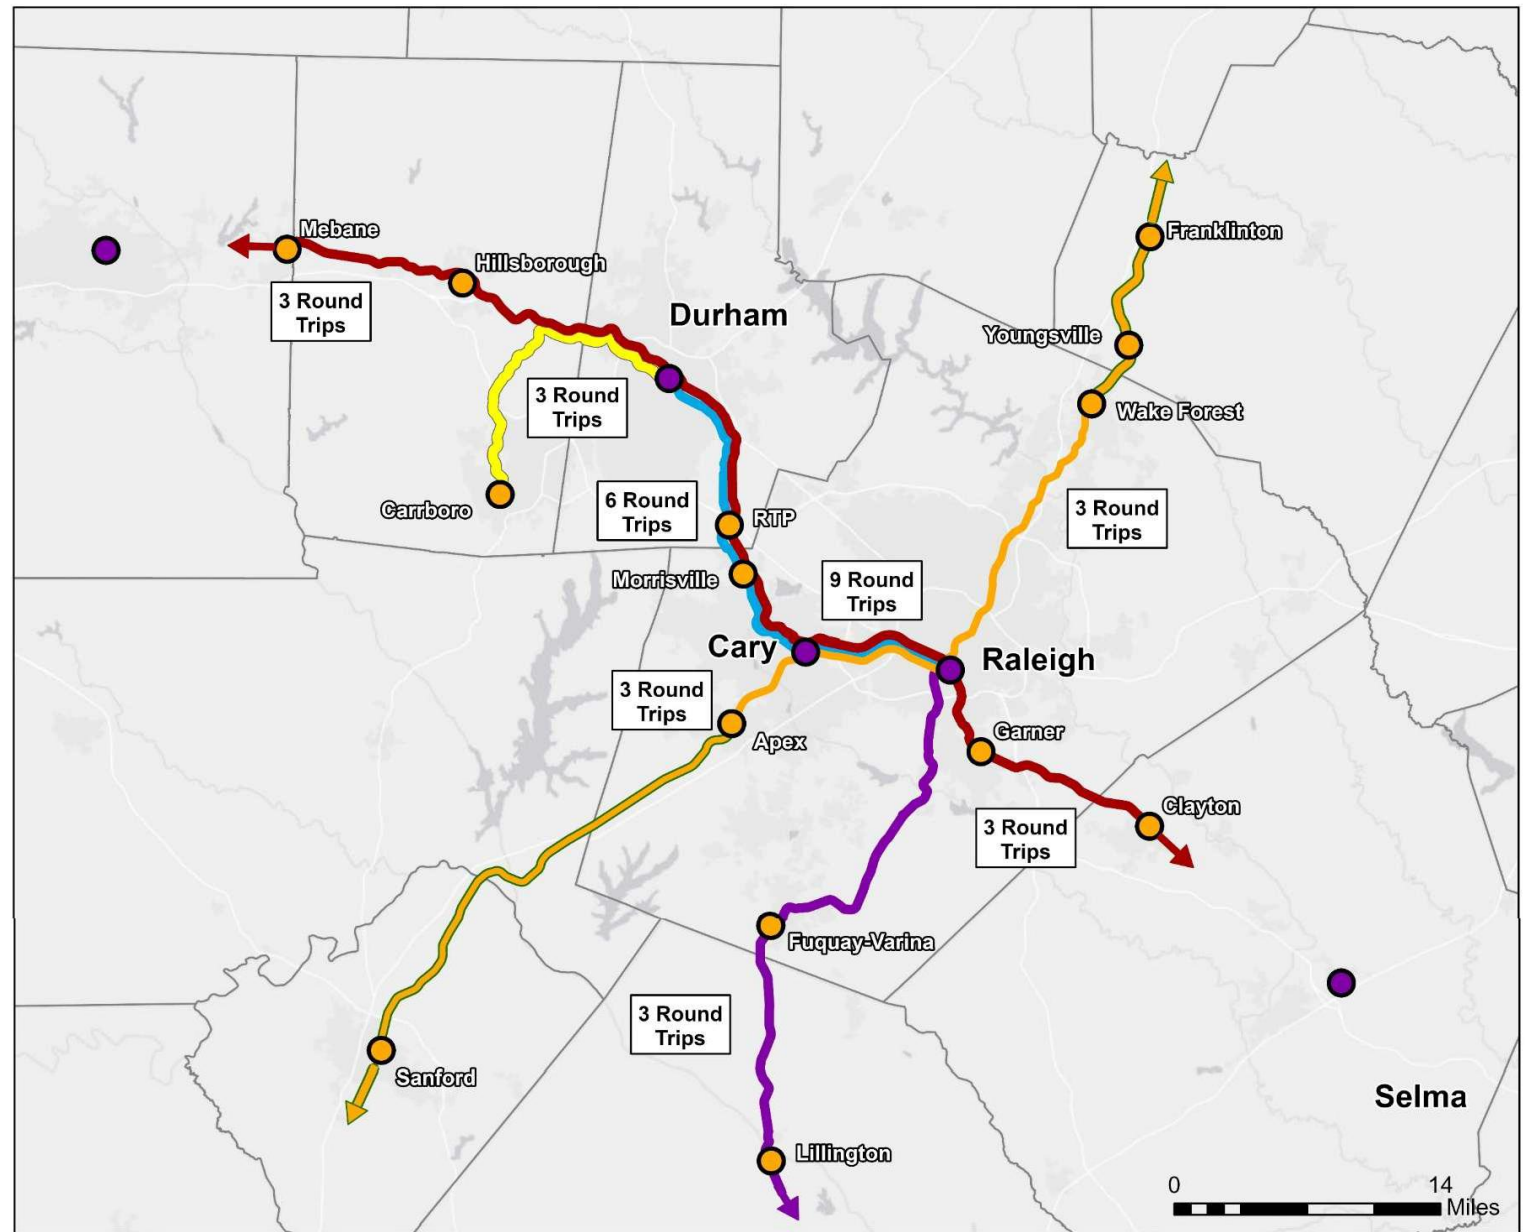 Mebane
Franklinton
Hillsborough
3 Round
Trips
Durham
Youngsville
3 Round
Trips
Wake Forest
Carrboro
6 Round
Trips
RTP
3 Round
Trips
Morrisville
9 Round
Trips
Cary
Raleigh
3 Round
Trips
Apex
Garner
Clayton
3 Round
Trips
Fuquay-Varina
3 Round
Trips
Sanford
Selma
Lillington
0
14
Miles